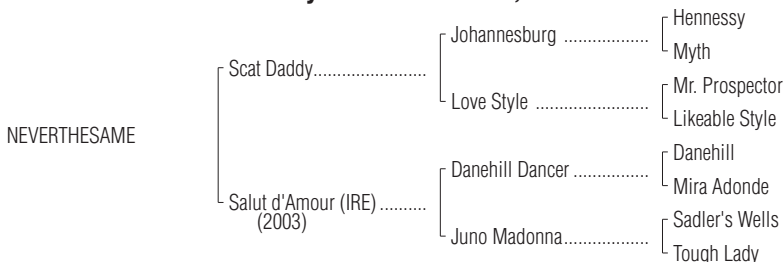 Hennessy
Johannesburg ..................
Myth
Scat Daddy........................
Mr. Prospector
Love Style ........................
Likeable Style
NEVERTHESAME
Danehill
Danehill Dancer ................
Mira Adonde
Salut d'Amour (IRE) ..........
(2003)
Sadler's Wells
Juno Madonna..................
Tough Lady